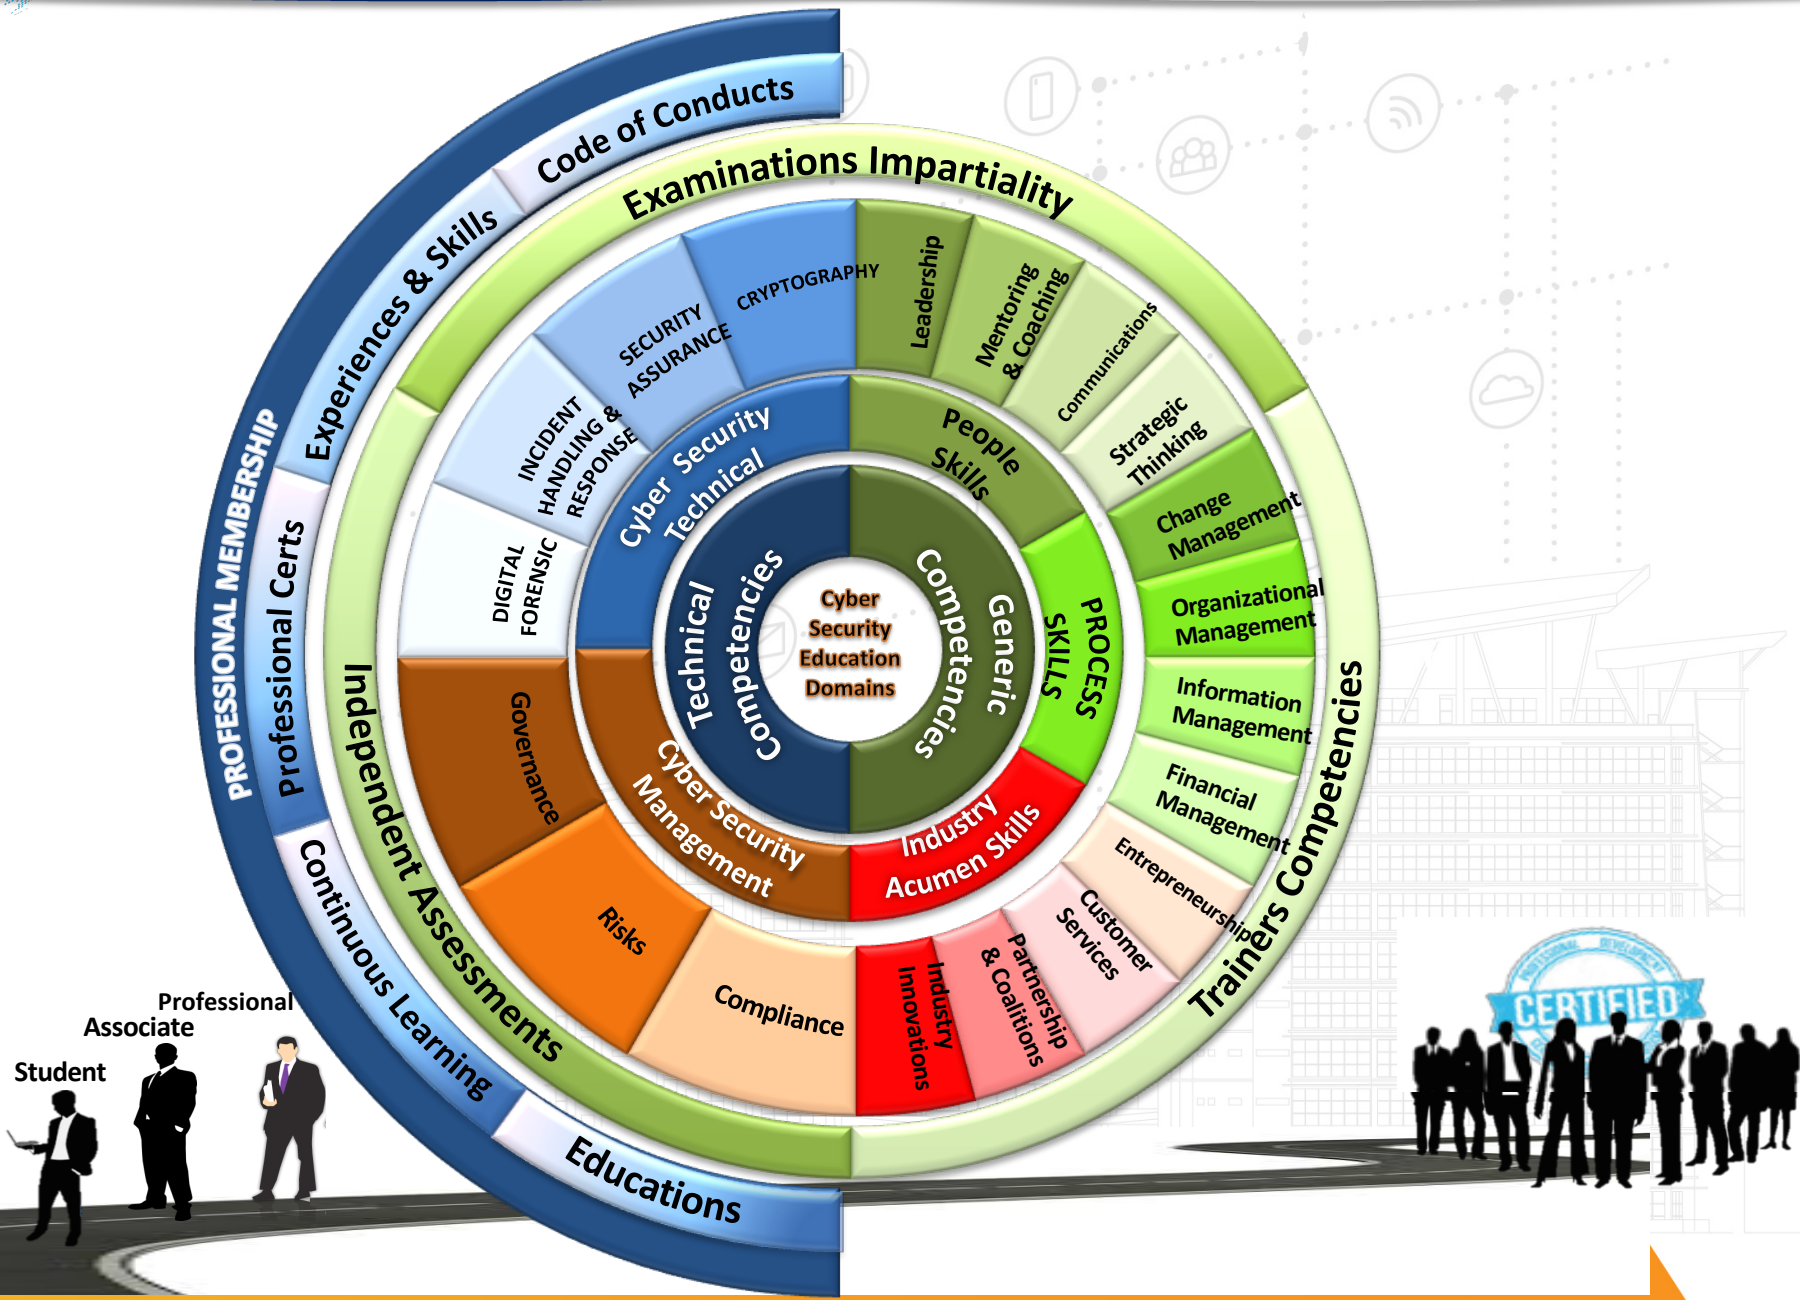 PROFESSIONAL MEMBERSHIP
Code of Conducts
Experiences & Skills
Professional Certs
Continuous Learning
Educations
Examinations Impartiality
Independent Assessments
Trainers Competencies
CRYPTOGRAPHY
SECURITY
ASSURANCE
INCIDENT
HANDLING &
RESPONSE
DIGITAL
FORENSIC
Governance
Risks
Compliance
Leadership
Mentoring
& Coaching
Communications
Strategic
Thinking
Change
Management
Organizational
Management
Information
Management
Financial
Management
Entrepreneurship
Customer
Services
Partnership
& Coalitions
Industry
Innovations
Cyber Security
Technical
People
Skills
PROCESS
SKILLS
Industry
Acumen Skills
Cyber Security
Management
Technical
Competencies
Generic
Competencies
Cyber
Security
Education
Domains
Professional
Associate
Student
PROFESSIONAL DEVELOPMENT
CERTIFIED